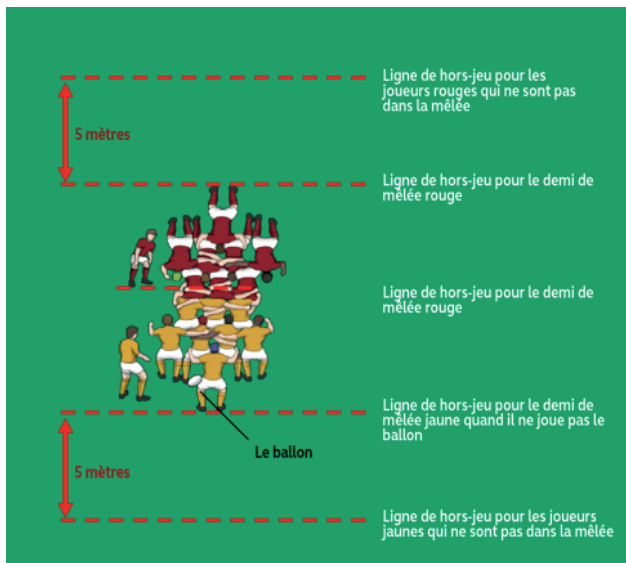 Ligne de hors-jeu pour les
joueurs rouges qui ne sont pas
dans la mêlée
5 mètres
Ligne de hors-jeu pour le demi de
mêlée rouge
Ligne de hors-jeu pour le demi de
mêlée rouge
Ligne de hors-jeu pour le demi de
mêlée jaune quand il ne joue pas le
ballon
Le ballon
5 mètres
Ligne de hors-jeu pour les joueurs
jaunes qui ne sont pas dans la mêlée